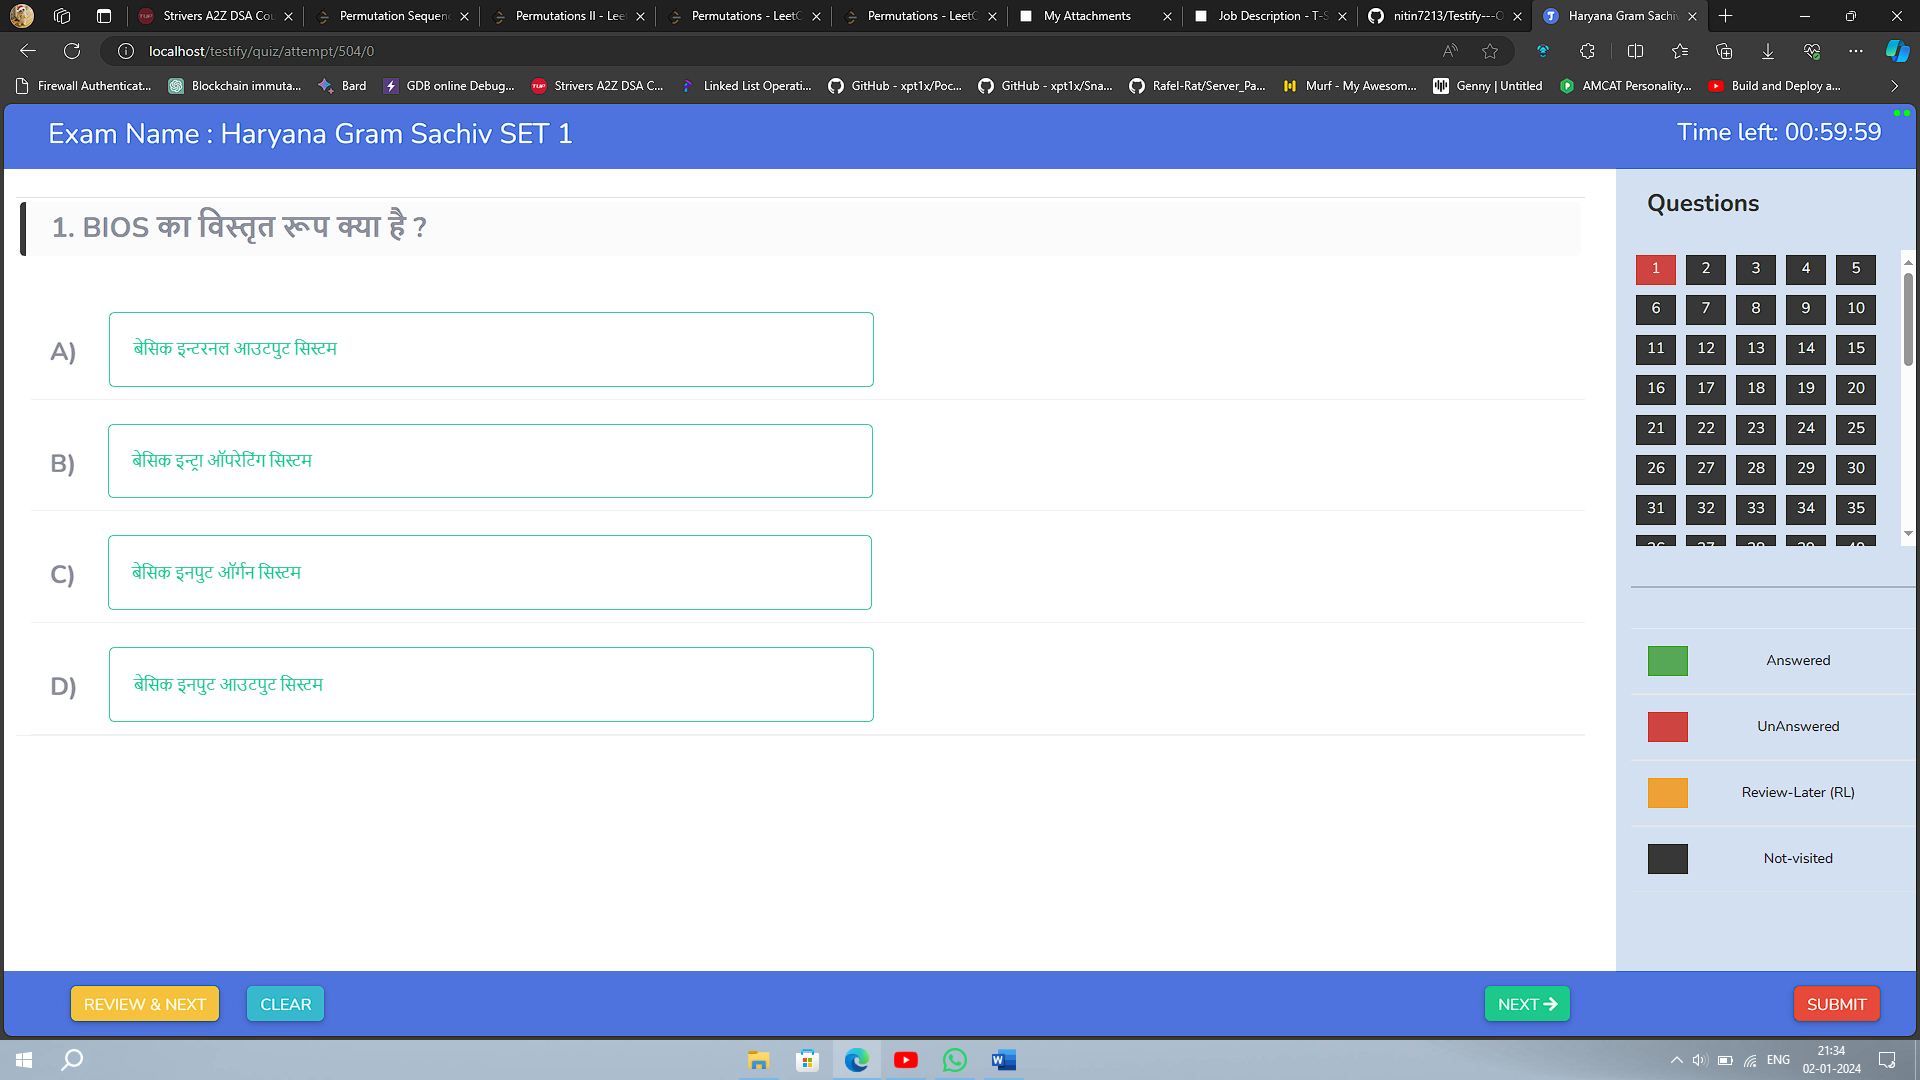 Strivers A2Z DSA Cou
Permutation Sequen
Permutations II - Lee
Permutations - LeetC
Permutations - LeetC
My Attachments
Job Description - T-S
nitin7213/Testify---O
Haryana Gram Sachiv
localhost/testify/quiz/attempt/504/0
Firewall Authenticat...
Blockchain immuta...
Bard
GDB online Debug...
Strivers A2Z DSA C...
Linked List Operati...
GitHub - xpt1x/Poc...
GitHub - xpt1x/Sna...
Rafel-Rat/Server_Pa...
Murf - My Awesom...
Genny | Untitled
AMCAT Personality...
Build and Deploy a...
Exam Name : Haryana Gram Sachiv SET 1
Time left: 00:59:59
1. BIOS का विस्तृत रूप क्या है ?
A) बेसिक इन्टरनल आउटपुट सिस्टम
B) बेसिक इन्ट्रा ऑपरेटिंग सिस्टम
C) बेसिक इनपुट ऑर्गन सिस्टम
D) बेसिक इनपुट आउटपुट सिस्टम
Questions
1 2 3 4 5
6 7 8 9 10
11 12 13 14 15
16 17 18 19 20
21 22 23 24 25
26 27 28 29 30
31 32 33 34 35
36 37 38 39 40
Answered
UnAnswered
Review-Later (RL)
Not-visited
REVIEW & NEXT
CLEAR
NEXT
SUBMIT
ENG
21:34
02-01-2024